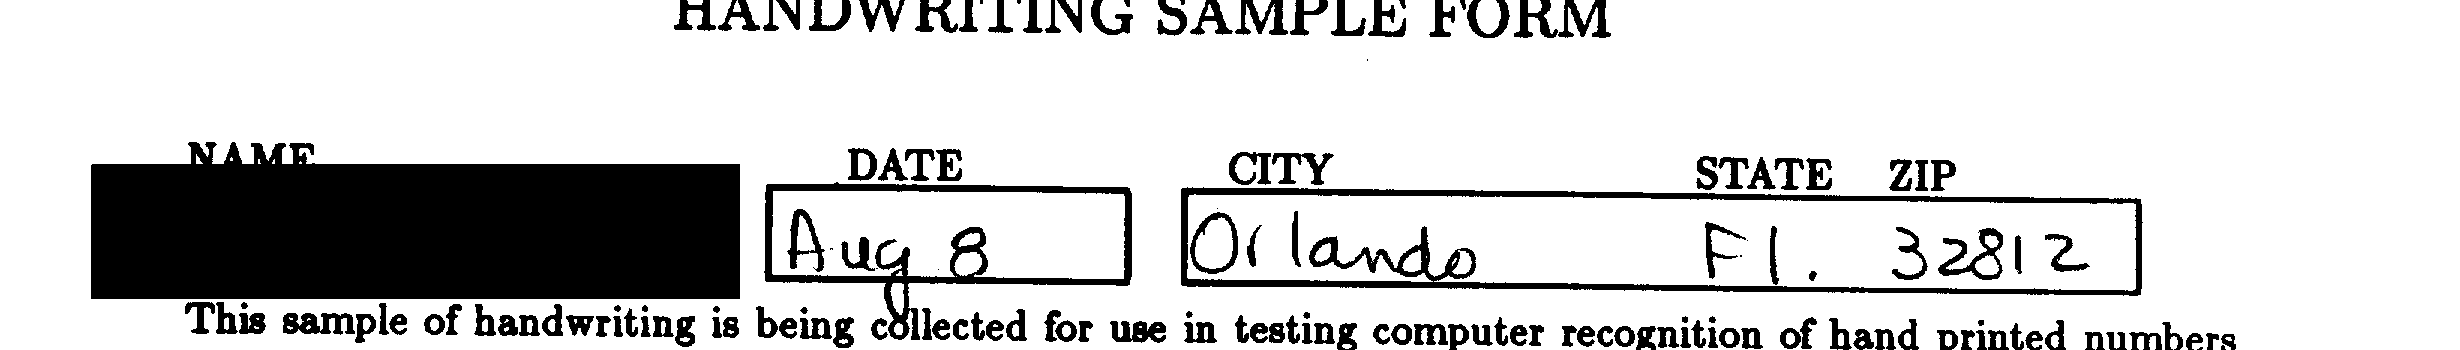 HANDWRITING SAMPLE FORM
NAME DATE CITY STATE ZIP
Aug 8 Orlando Fl. 32812
This sample of handwriting is being collected for use in testing computer recognition of hand printed numbers